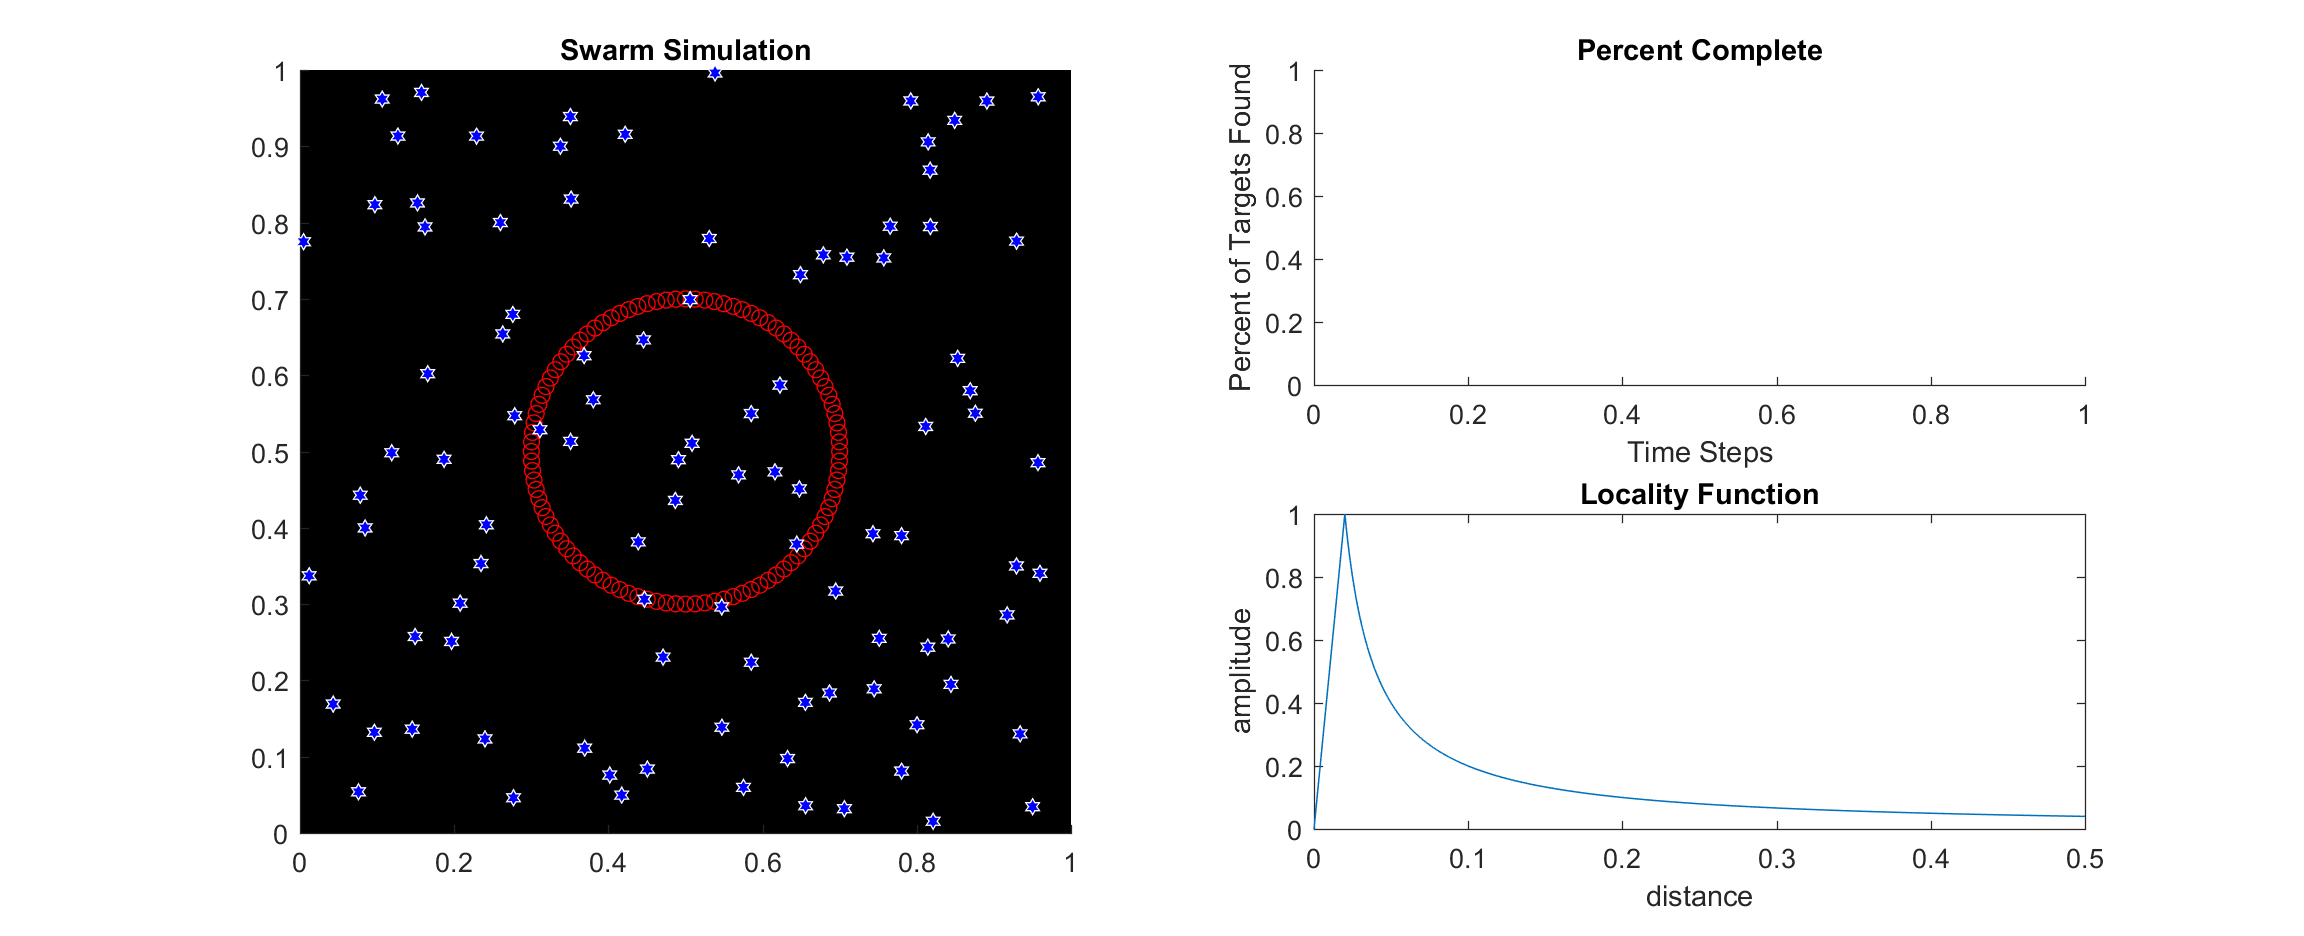 Swarm Simulation
1
0.9
0.8
0.7
0.6
0.5
0.4
0.3
0.2
0.1
0
0 0.2 0.4 0.6 0.8 1
Percent Complete
Percent of Targets Found
1
0.8
0.6
0.4
0.2
0
0 0.2 0.4 0.6 0.8 1
Time Steps
Locality Function
amplitude
1
0.8
0.6
0.4
0.2
0
0 0.1 0.2 0.3 0.4 0.5
distance